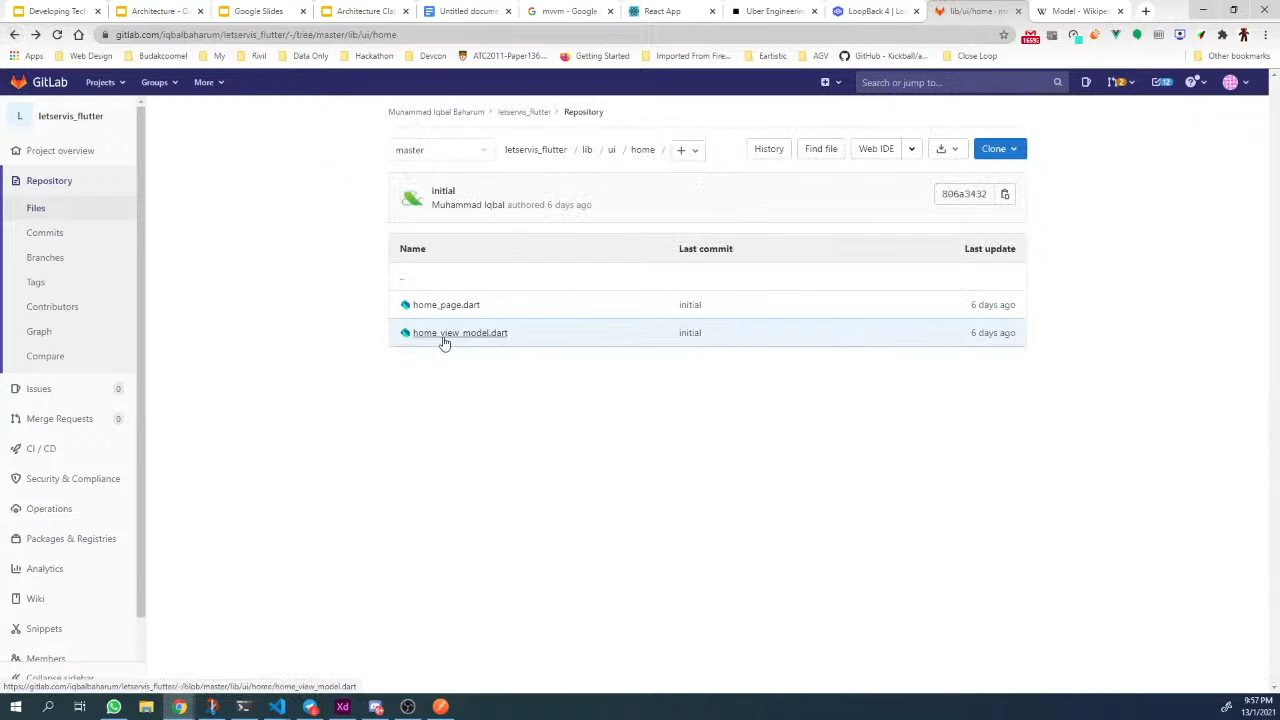 Developing Tech
Architecture - G
Google Slides
Architecture Cla
Untitled docume
mvvm - Google
React App
Uber Engineerin
LoopBack 4 | Lo
lib/ui/home · ma
Model - Wikipe
gitlab.com/iqbalbaharum/letservis_flutter/-/tree/master/lib/ui/home
Apps
Web Design
Budakcoomel
My
Rivil
Data Only
Hackathon
ATC2011-Paper136...
Getting Started
Imported From Fire...
Eartistic
AGV
GitHub - Kickball/a...
Close Loop
Other bookmarks
GitLab
Projects
Groups
More
Search or jump to...
2
12
L
letservis_flutter
Muhammad Iqbal Baharum
letservis_flutter
Repository
Project overview
master
letservis_flutter / lib / ui / home /
History
Find file
Web IDE
Clone
Repository
initial
Muhammad Iqbal authored 6 days ago
806a3432
Files
Commits
Branches
Tags
Contributors
Graph
Compare
Name
Last commit
Last update
..
home_page.dart
initial
6 days ago
home_view_model.dart
initial
6 days ago
Issues
0
Merge Requests
0
CI / CD
Security & Compliance
Operations
Packages & Registries
Analytics
Wiki
Snippets
Members
Collapse sidebar
https://gitlab.com/iqbalbaharum/letservis_flutter/-/blob/master/lib/ui/home/home_view_model.dart
9:57 PM
13/1/2021